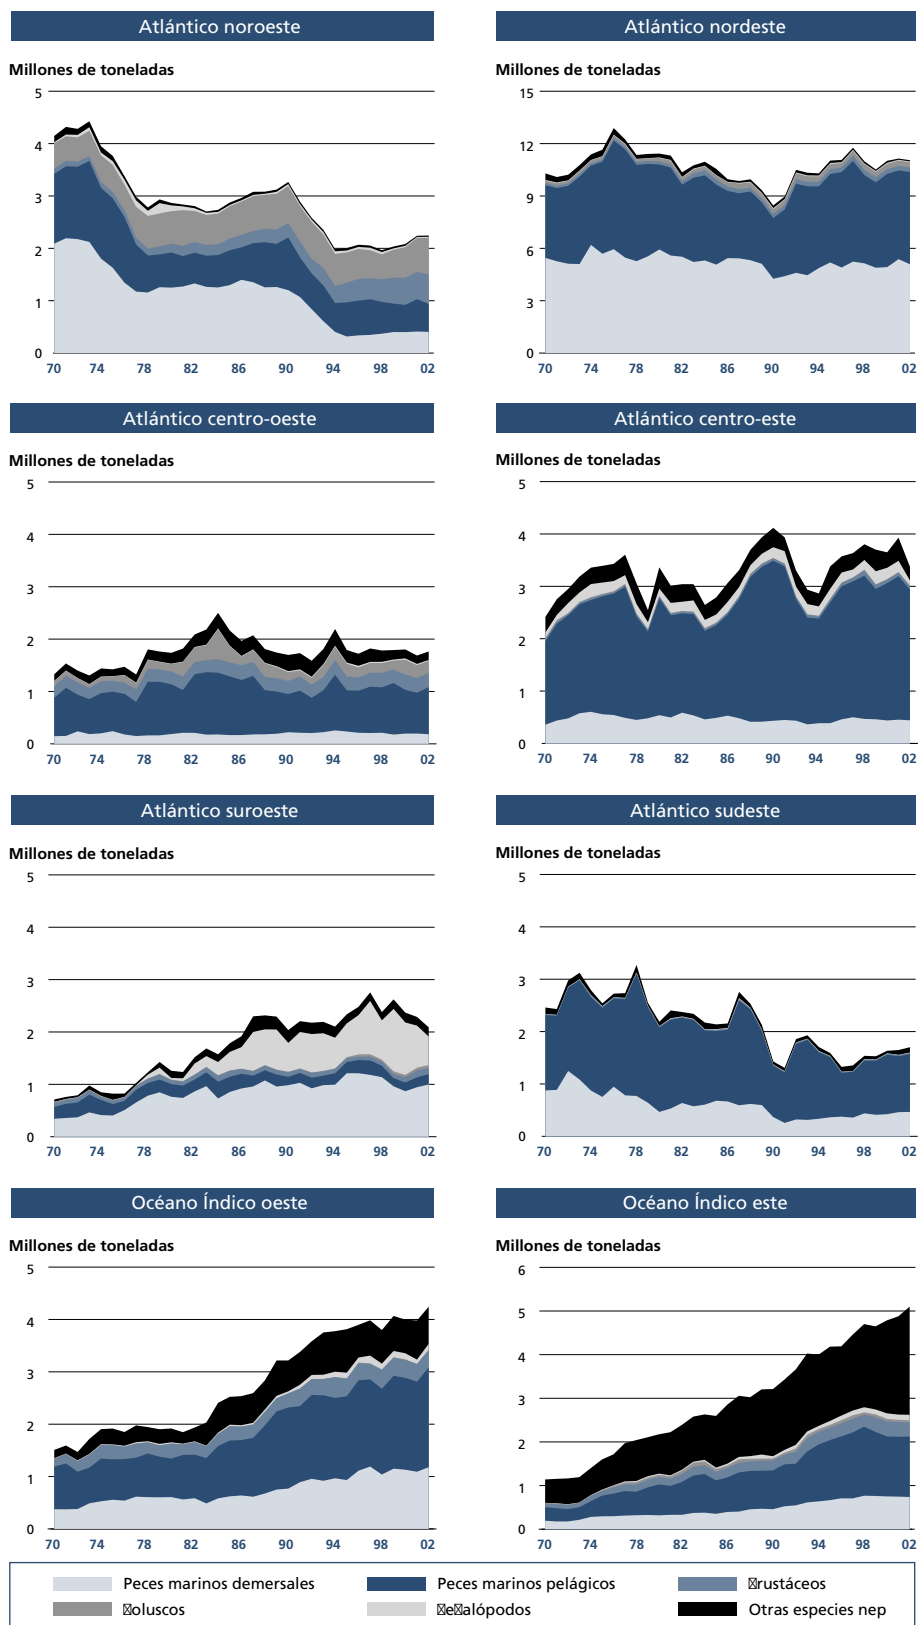 Atlántico noroeste
Millones de toneladas
5
4
3
2
1
0
70 74 78 82 86 90 94 98 02
Atlántico nordeste
Millones de toneladas
15
12
9
6
3
0
70 74 78 82 86 90 94 98 02
Atlántico centro-oeste
Millones de toneladas
5
4
3
2
1
0
70 74 78 82 86 90 94 98 02
Atlántico centro-este
Millones de toneladas
5
4
3
2
1
0
70 74 78 82 86 90 94 98 02
Atlántico suroeste
Millones de toneladas
5
4
3
2
1
0
70 74 78 82 86 90 94 98 02
Atlántico sudeste
Millones de toneladas
5
4
3
2
1
0
70 74 78 82 86 90 94 98 02
Océano Índico oeste
Millones de toneladas
5
4
3
2
1
0
70 74 78 82 86 90 94 98 02
Océano Índico este
Millones de toneladas
6
5
4
3
2
1
0
70 74 78 82 86 90 94 98 02
Peces marinos demersales Peces marinos pelágicos ☒rustáceos
☒oluscos ☒e☒alópodos Otras especies nep